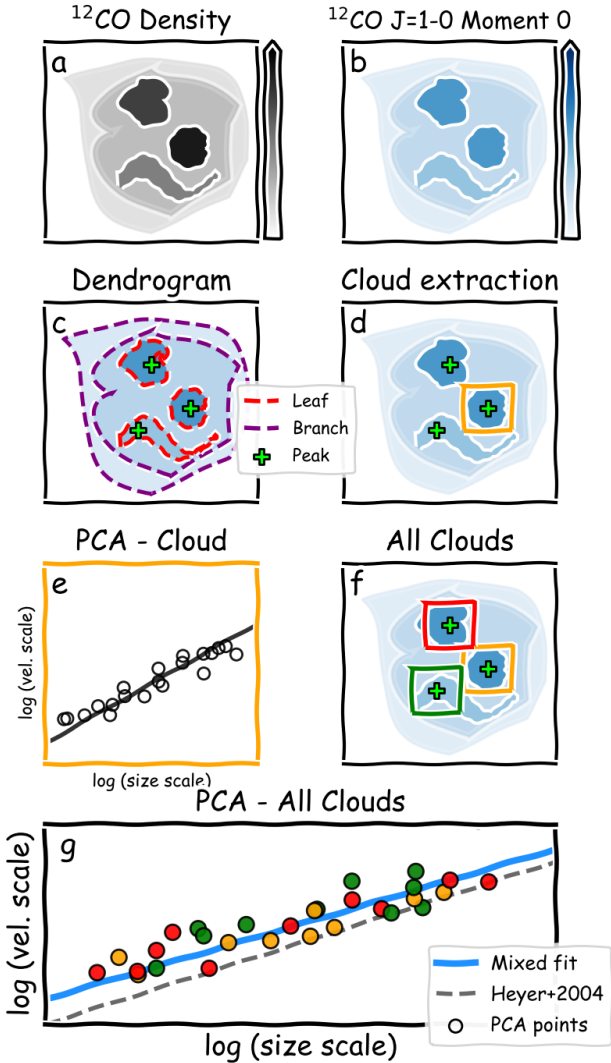 ¹²CO Density
¹²CO J=1-0 Moment 0
a
b
Dendrogram
Cloud extraction
c
d
Leaf
Branch
Peak
PCA - Cloud
All Clouds
e
f
log (vel. scale)
log (size scale)
PCA - All Clouds
g
log (vel. scale)
Mixed fit
Heyer+2004
PCA points
log (size scale)